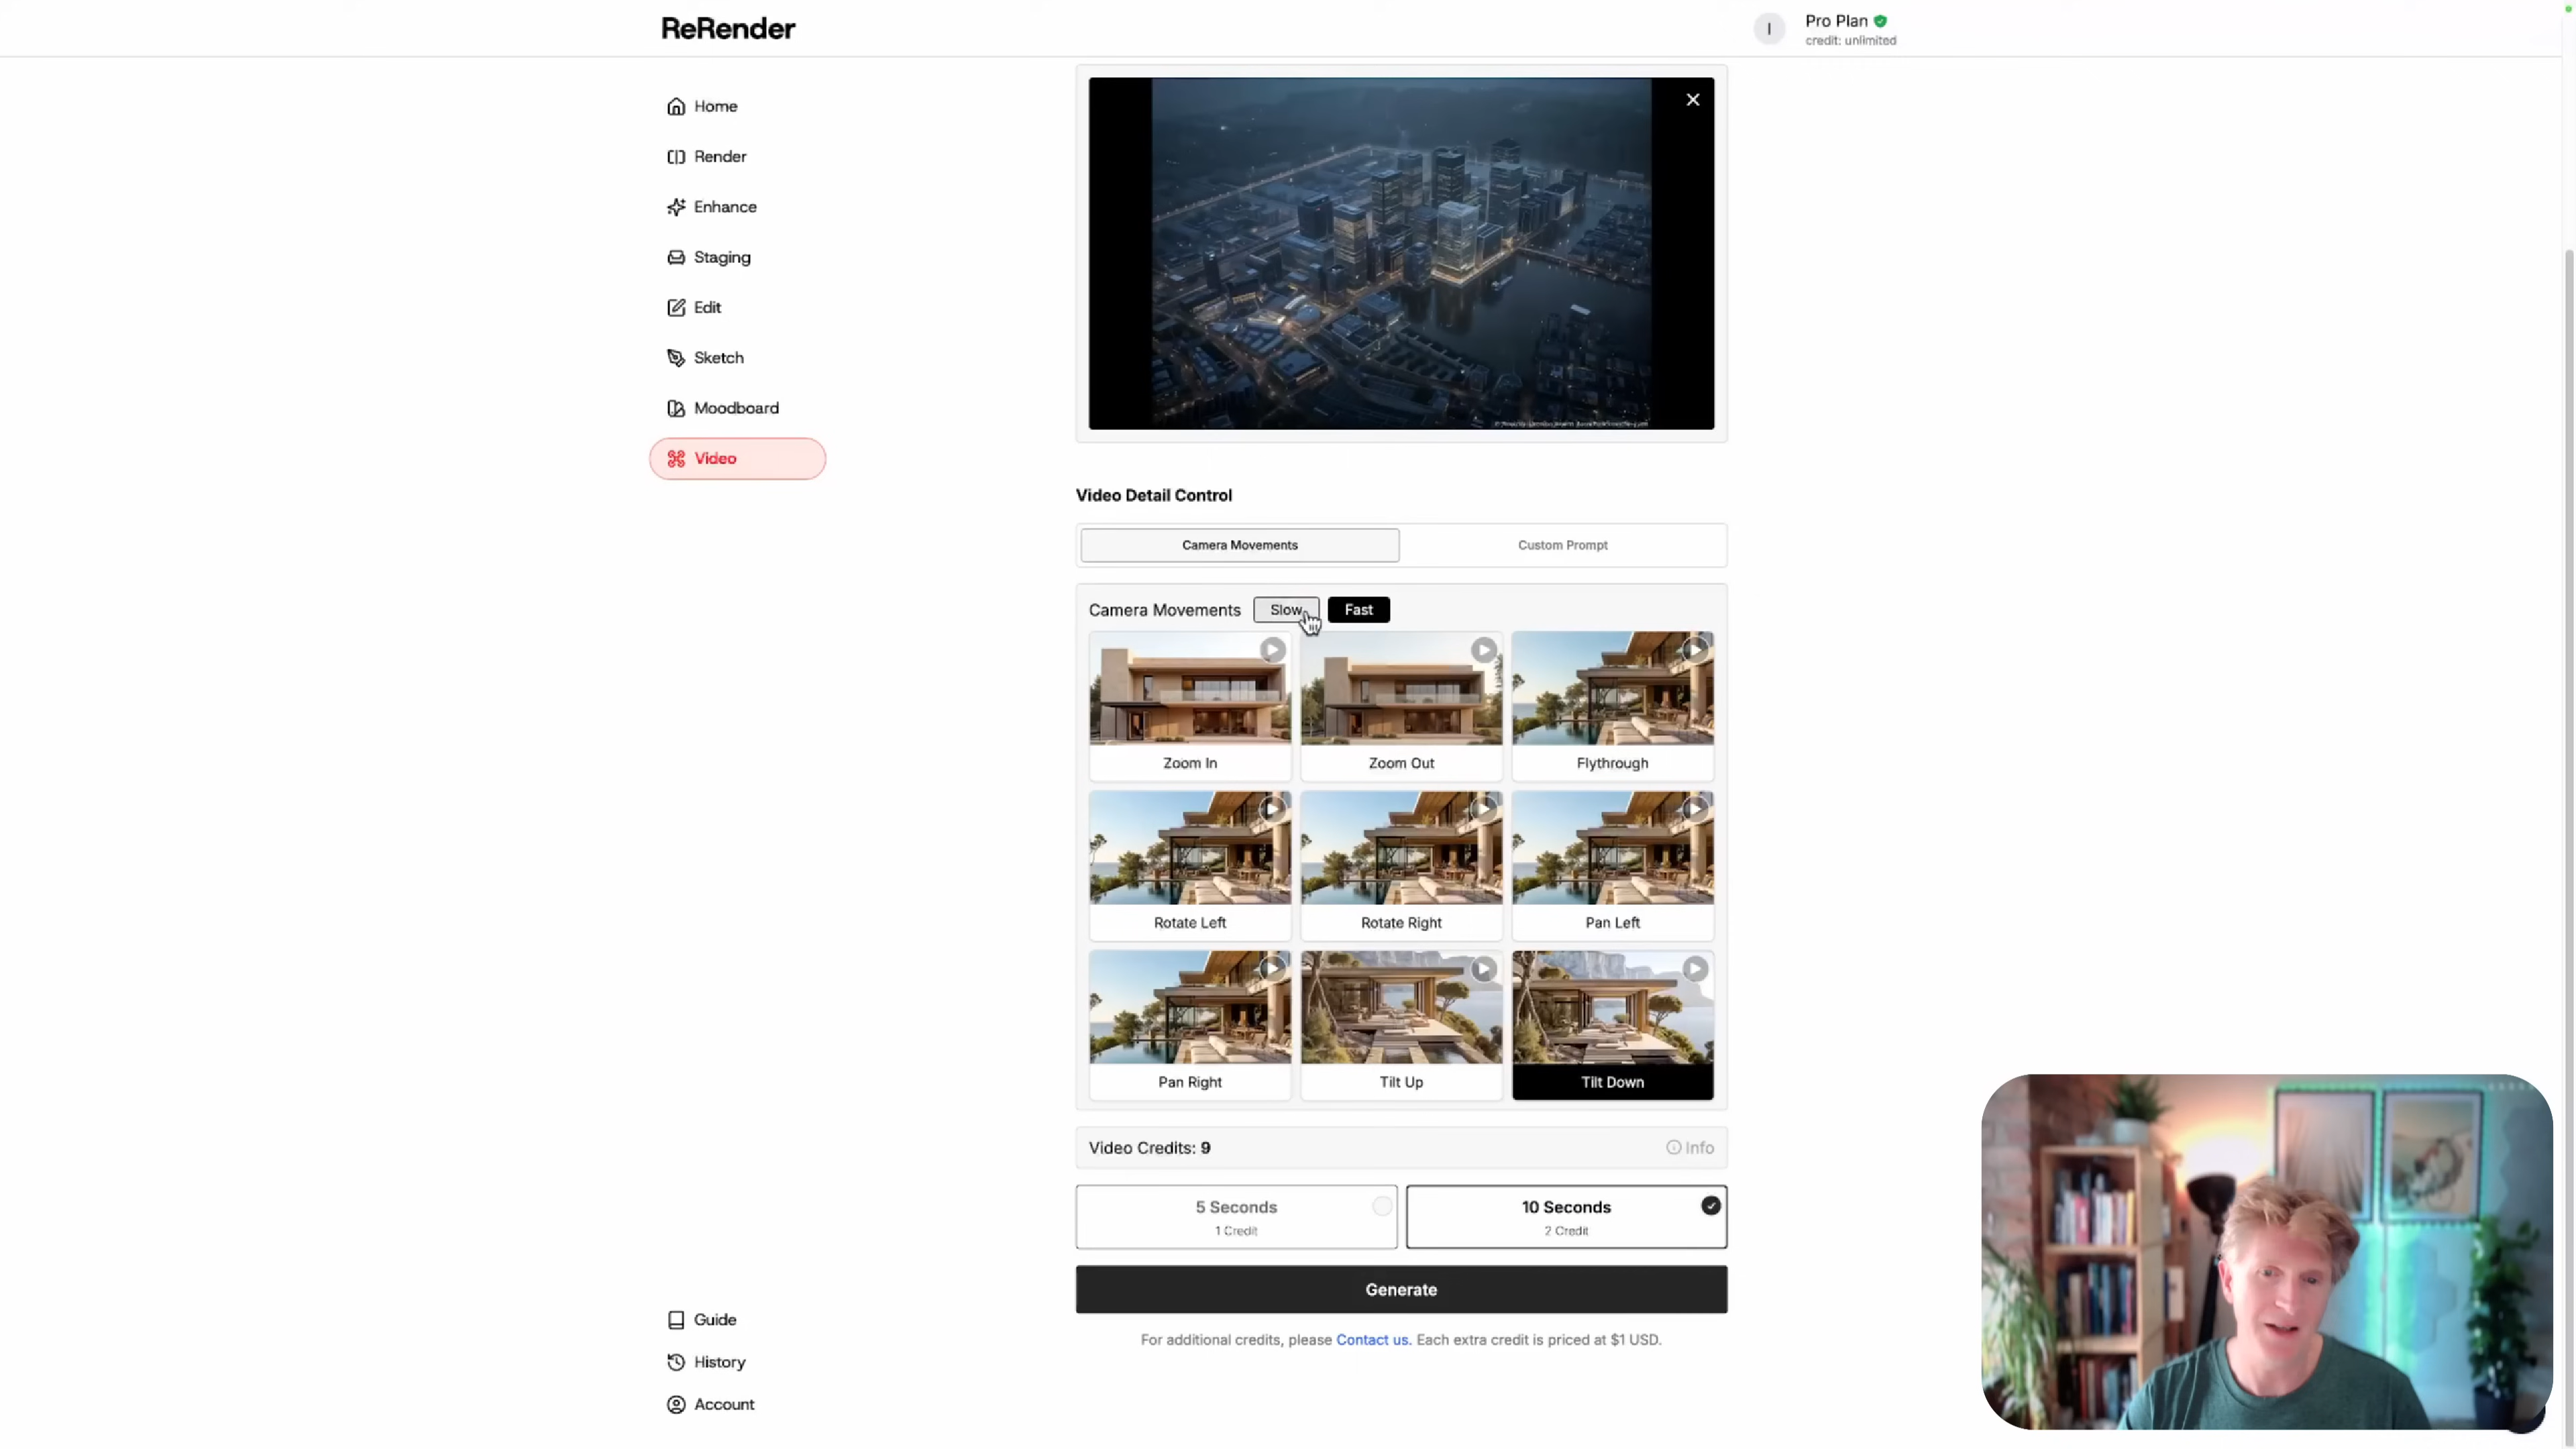 ReRender
I
Pro Plan
credit: unlimited
Home
Render
Enhance
Staging
Edit
Sketch
Moodboard
Video
Guide
History
Account
Video Detail Control
Camera Movements
Custom Prompt
Camera Movements
Slow
Fast
Zoom In
Zoom Out
Flythrough
Rotate Left
Rotate Right
Pan Left
Pan Right
Tilt Up
Tilt Down
Video Credits: 9
Info
5 Seconds
1 Credit
10 Seconds
2 Credit
Generate
For additional credits, please Contact us. Each extra credit is priced at $1 USD.